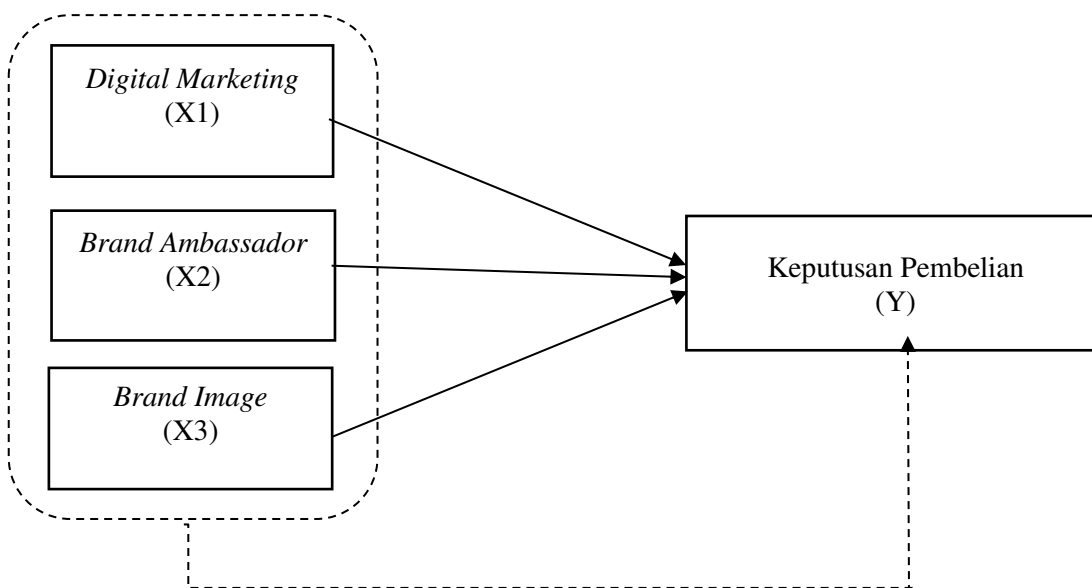 Digital Marketing
(X1)
Brand Ambassador
(X2)
Brand Image
(X3)
Keputusan Pembelian
(Y)